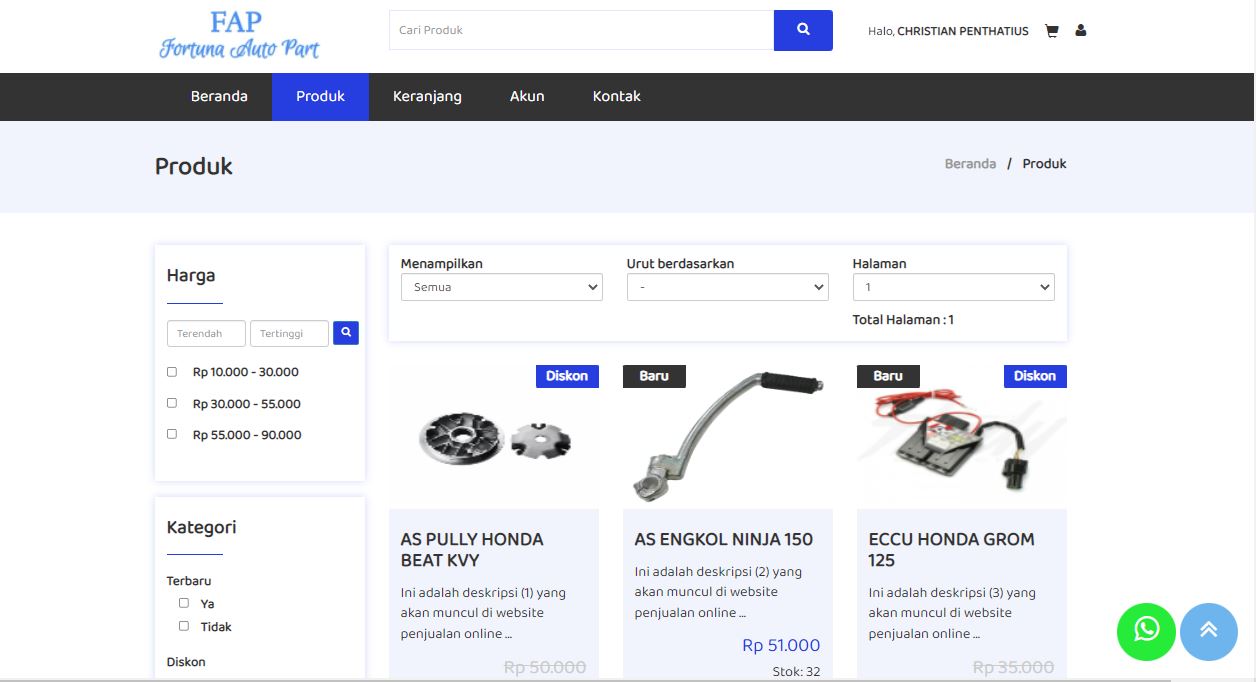 FAP
Fortuna Auto Part
Cari Produk
Halo, CHRISTIAN PENTHATIUS
Beranda
Produk
Keranjang
Akun
Kontak
Produk
Beranda / Produk
Harga
Terendah
Tertinggi
Rp 10.000 - 30.000
Rp 30.000 - 55.000
Rp 55.000 - 90.000
Kategori
Terbaru
Ya
Tidak
Diskon
Menampilkan
Semua
Urut berdasarkan
-
Halaman
1
Total Halaman : 1
Diskon
AS PULLY HONDA
BEAT KVY
Ini adalah deskripsi (1) yang
akan muncul di website
penjualan online ...
Rp 50.000
Baru
AS ENGKOL NINJA 150
Ini adalah deskripsi (2) yang
akan muncul di website
penjualan online ...
Rp 51.000
Stok: 32
Baru
Diskon
ECCU HONDA GROM
125
Ini adalah deskripsi (3) yang
akan muncul di website
penjualan online ...
Rp 35.000